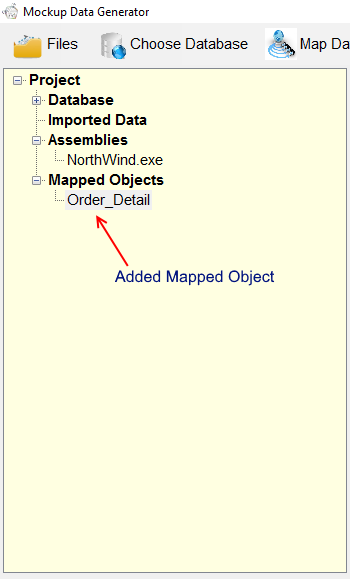 Mockup Data Generator
Files Choose Database Map Da
Project
Database
Imported Data
Assemblies
NorthWind.exe
Mapped Objects
Order_Detail
Added Mapped Object